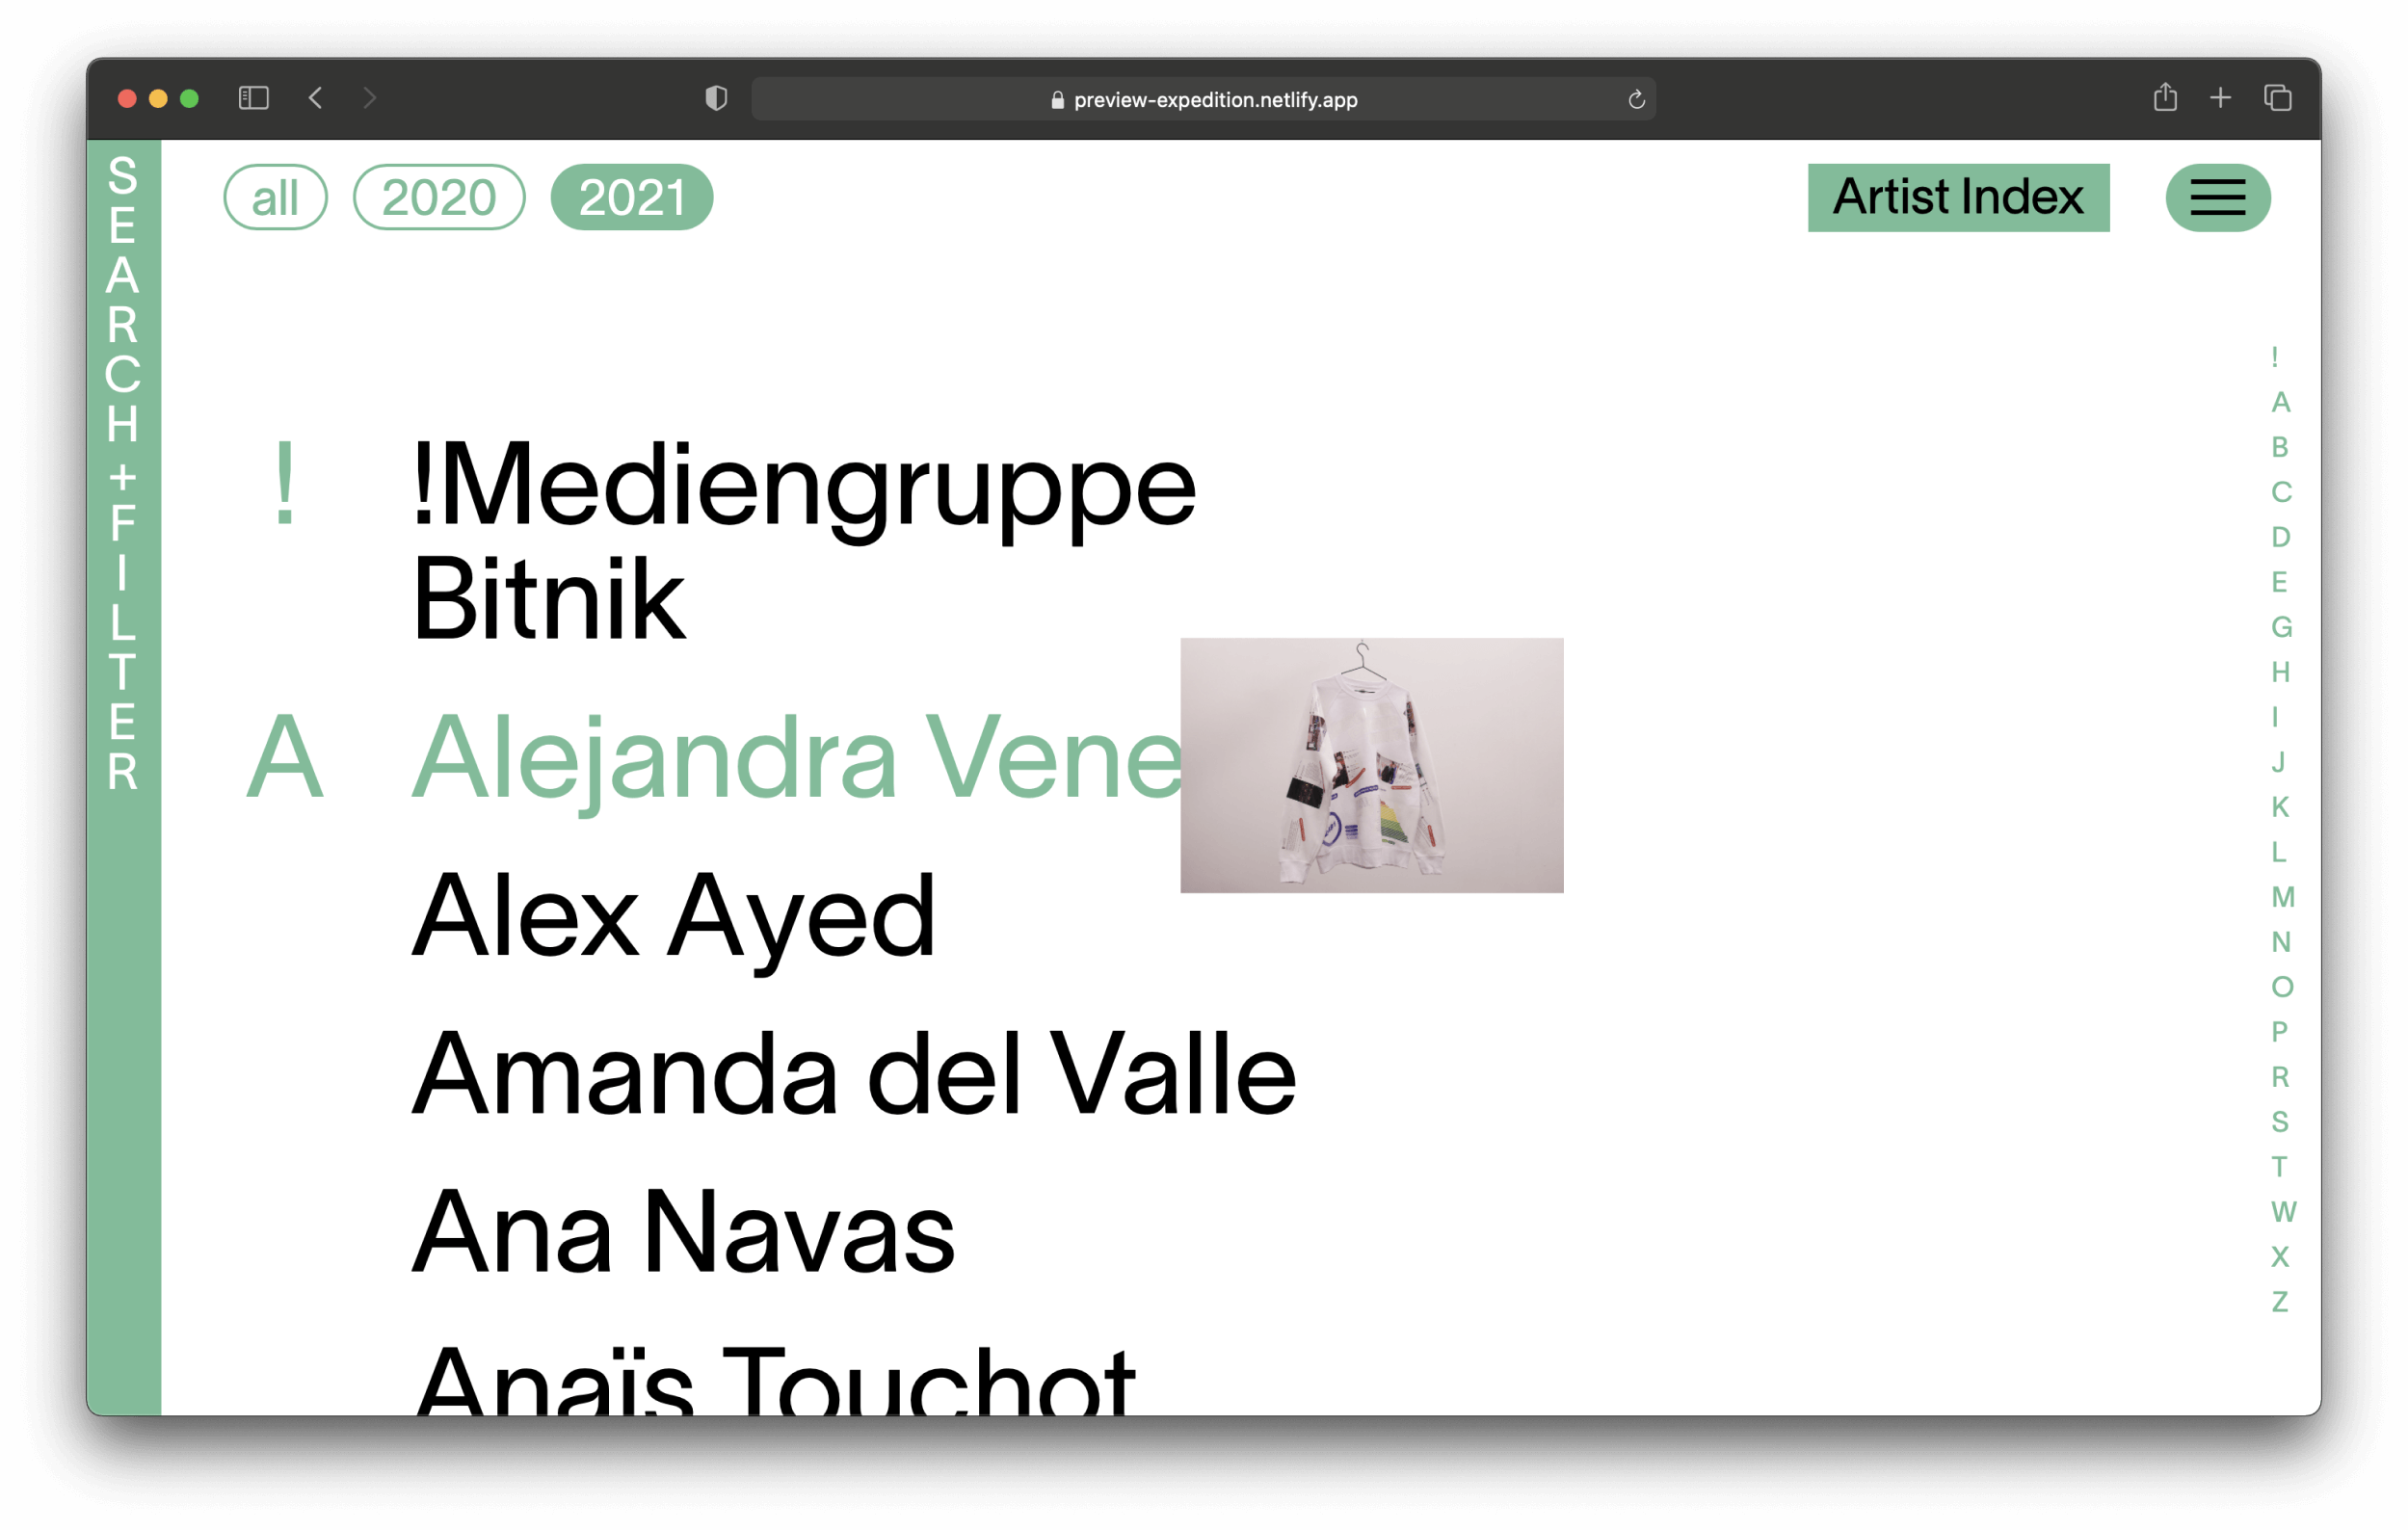 preview-expedition.netlify.app
SEARCH+FILTER
all 2020 2021
Artist Index
! !Mediengruppe
Bitnik
A Alejandra Vene
Alex Ayed
Amanda del Valle
Ana Navas
Anaïs Touchot
!
A
B
C
D
E
G
H
I
J
K
L
M
N
O
P
R
S
T
W
X
Z